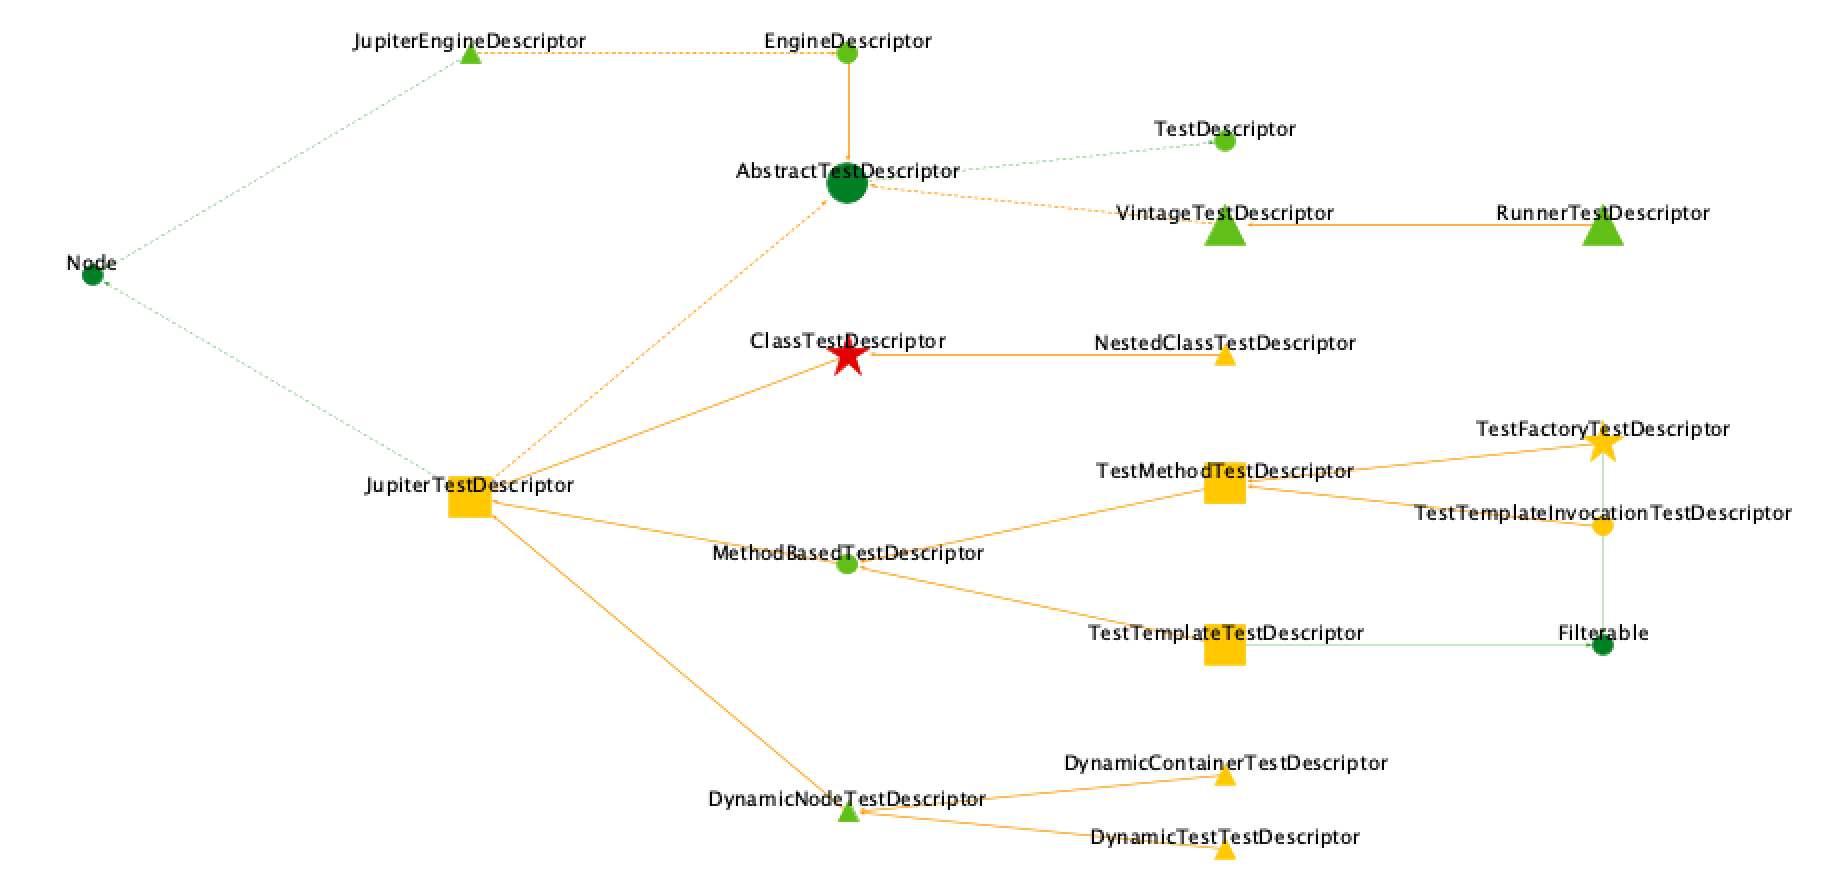 JupiterEngineDescriptor
EngineDescriptor
TestDescriptor
AbstractTestDescriptor
VintageTestDescriptor
RunnerTestDescriptor
Node
ClassTestDescriptor
NestedClassTestDescriptor
TestFactoryTestDescriptor
TestMethodTestDescriptor
JupiterTestDescriptor
TestTemplateInvocationTestDescriptor
MethodBasedTestDescriptor
TestTemplateTestDescriptor
Filterable
DynamicContainerTestDescriptor
DynamicNodeTestDescriptor
DynamicTestTestDescriptor